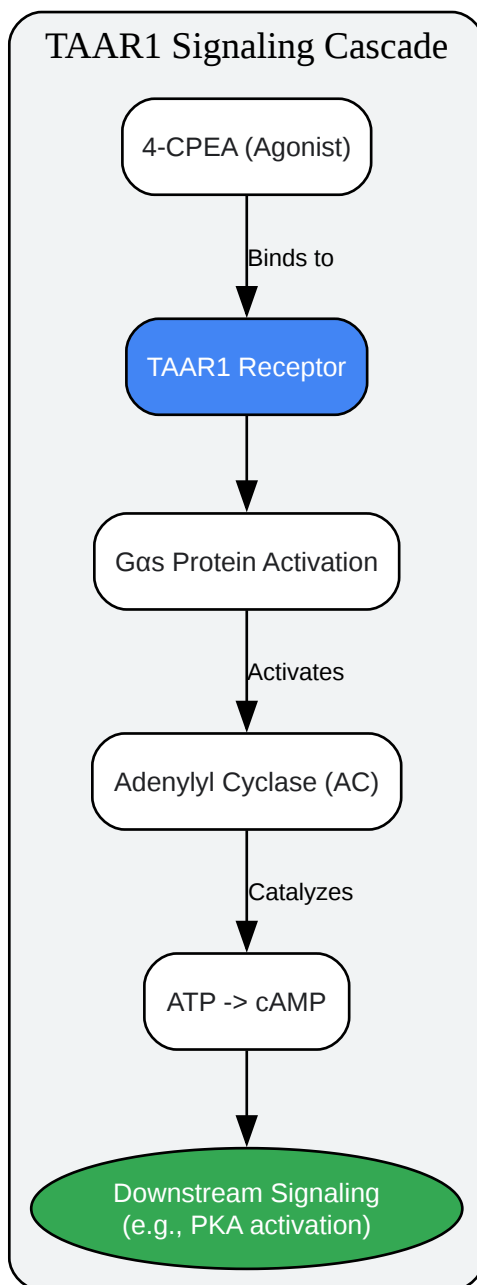 TAAR1 Signaling Cascade
4-CPEA (Agonist)
Binds to
TAAR1 Receptor
Gαs Protein Activation
Activates
Adenylyl Cyclase (AC)
Catalyzes
ATP -> cAMP
Downstream Signaling
(e.g., PKA activation)